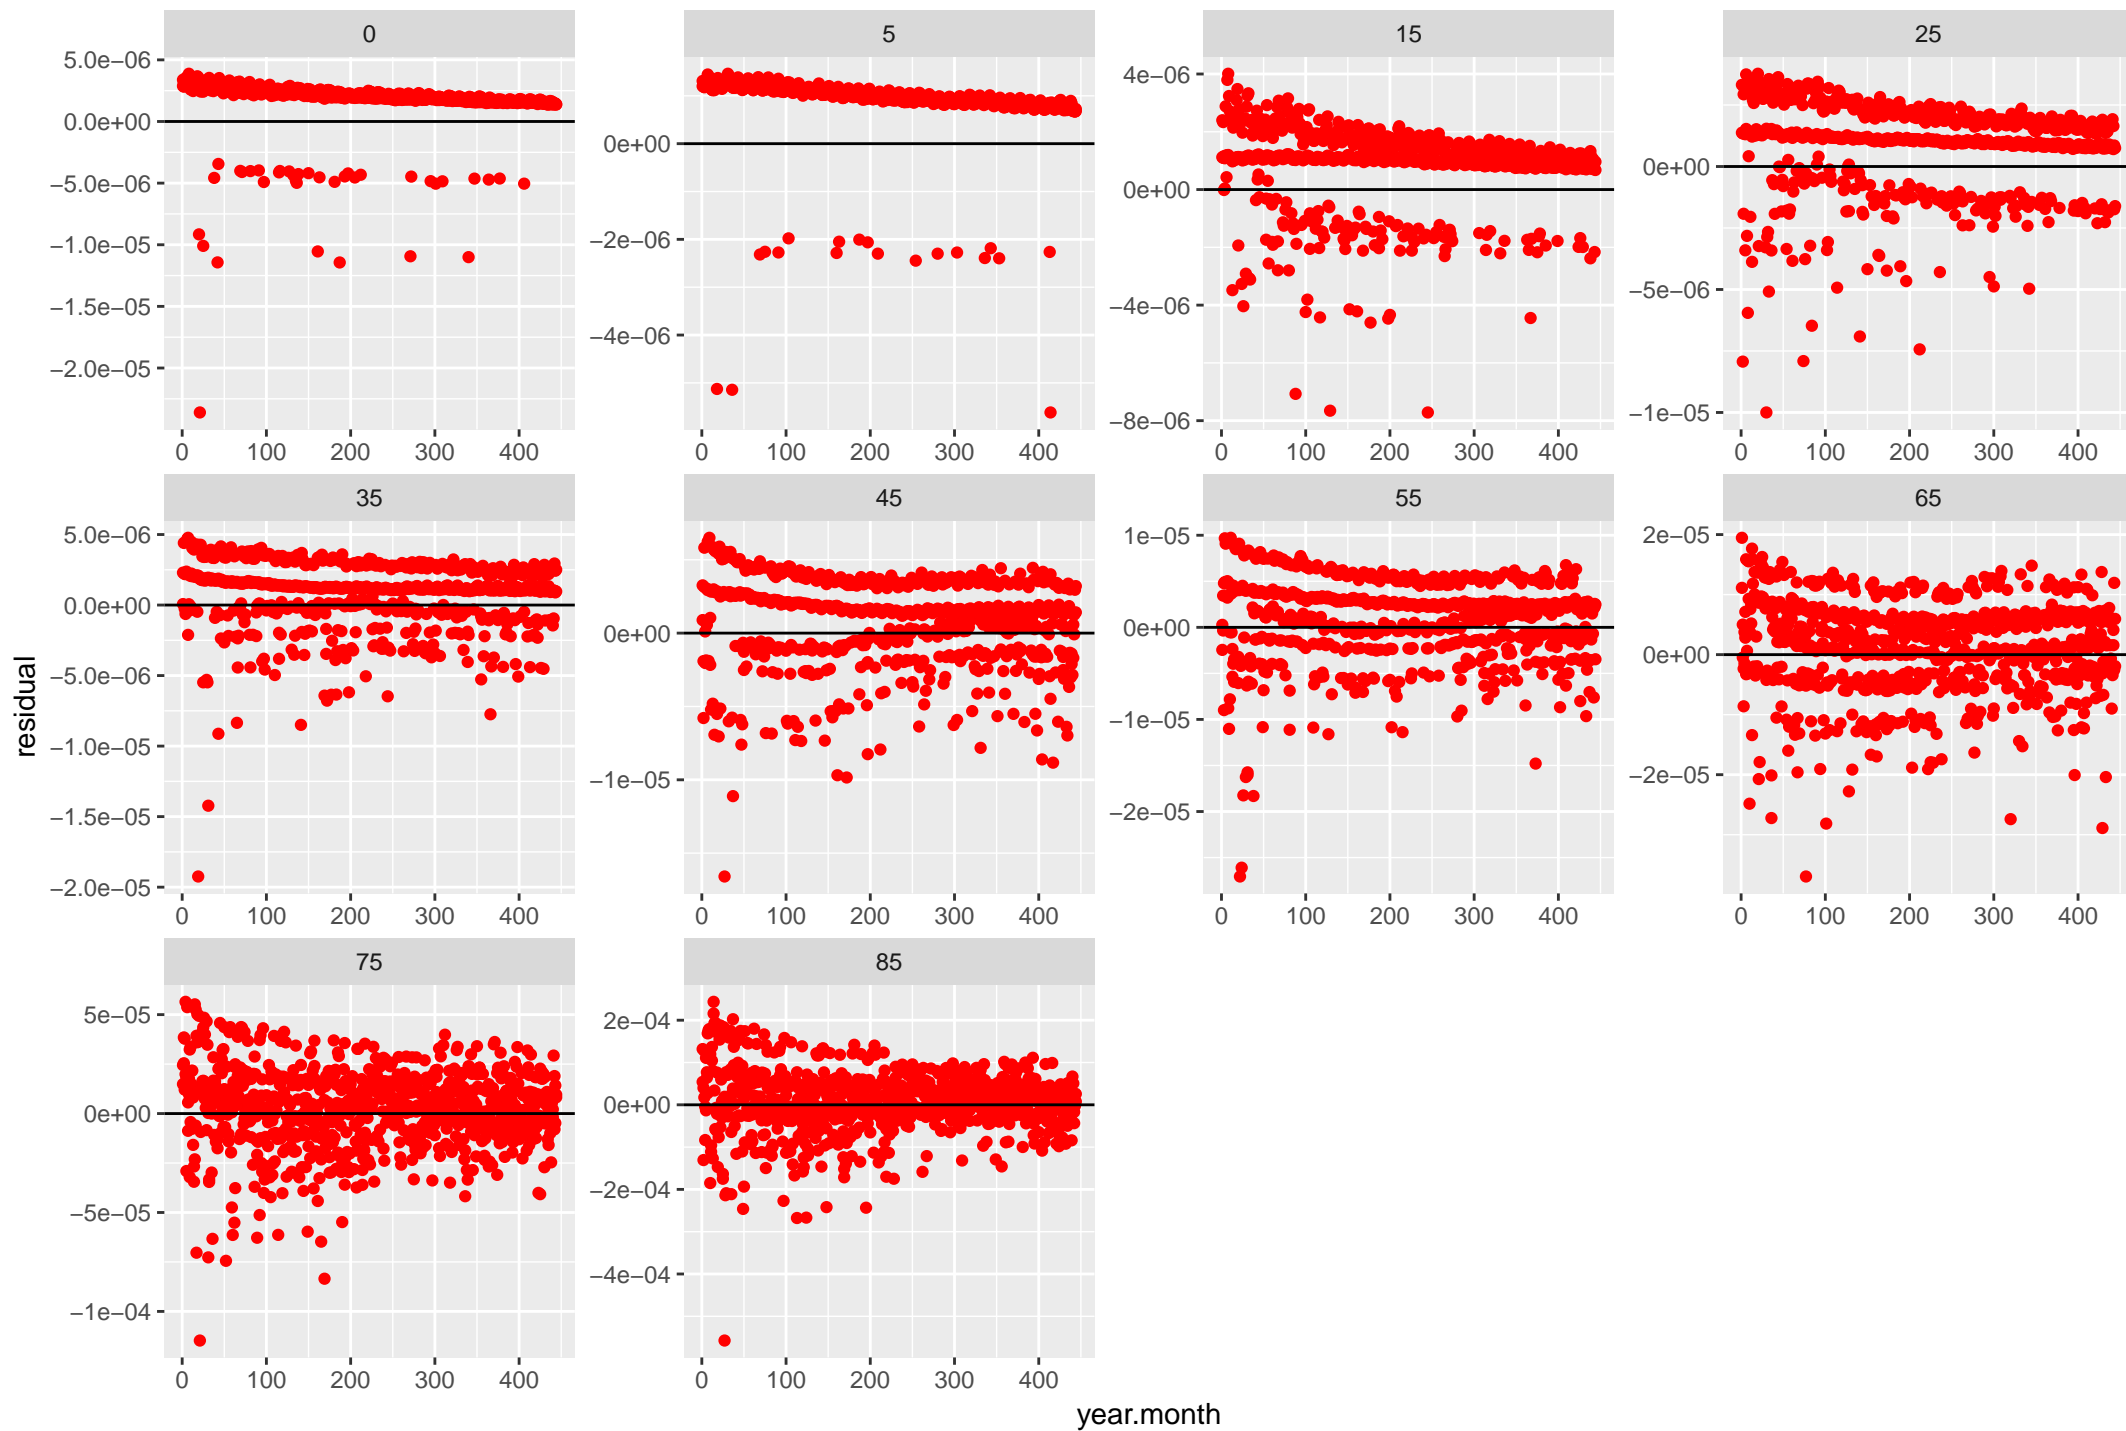 0 5 15 25
5.0e−06
0.0e+00
−5.0e−06
−1.0e−05
−1.5e−05
−2.0e−05
0e+00
−2e−06
−4e−06
4e−06
0e+00
−4e−06
−8e−06
0e+00
−5e−06
−1e−05
0 100 200 300 400 0 100 200 300 400 0 100 200 300 400 0 100 200 300 400
35 45 55 65
5.0e−06
0.0e+00
−5.0e−06
−1.0e−05
−1.5e−05
−2.0e−05
0e+00
−1e−05
1e−05
0e+00
−1e−05
−2e−05
2e−05
0e+00
−2e−05
0 100 200 300 400 0 100 200 300 400 0 100 200 300 400 0 100 200 300 400
75 85
5e−05
0e+00
−5e−05
−1e−04
2e−04
0e+00
−2e−04
−4e−04
0 100 200 300 400 0 100 200 300 400
residual
year.month